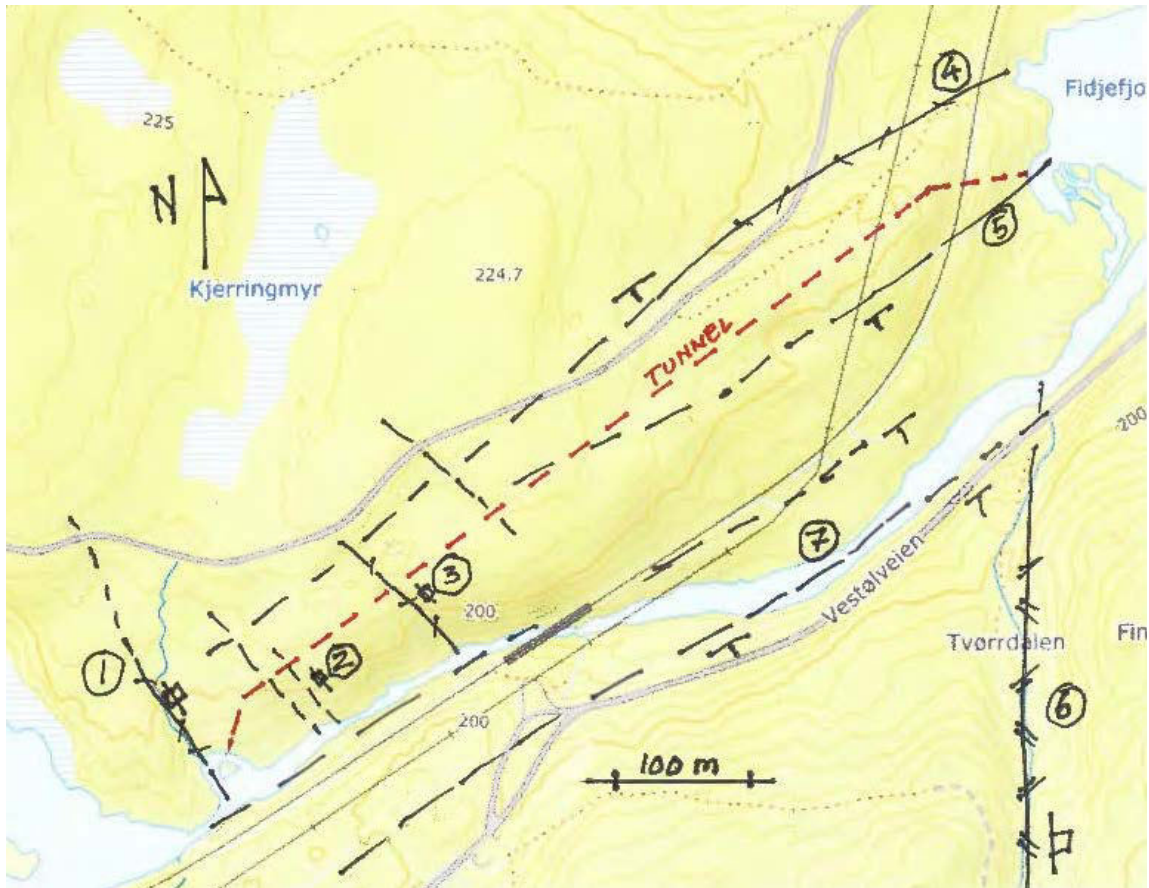 ④
Fidjefjo
225
N
⑤
224.7
Kjerringmyr
TUNNEL
200
⑦
③
200
Vestølveien
Tvørrdalen
Fin
①
②
⑥
200
100 m